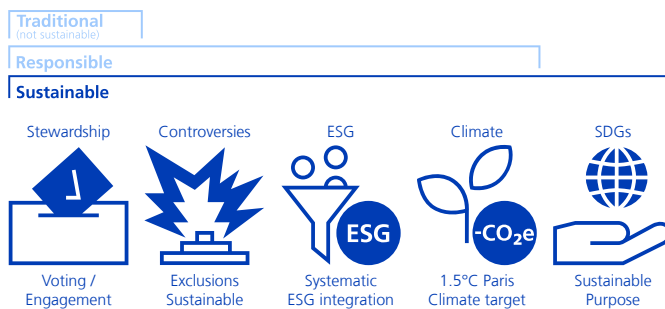 Traditional
(not sustainable)
Responsible
Sustainable
Stewardship
Controversies
ESG
Climate
SDGs
ESG
-CO₂e
Voting /
Engagement
Exclusions
Sustainable
Systematic
ESG integration
1.5°C Paris
Climate target
Sustainable
Purpose